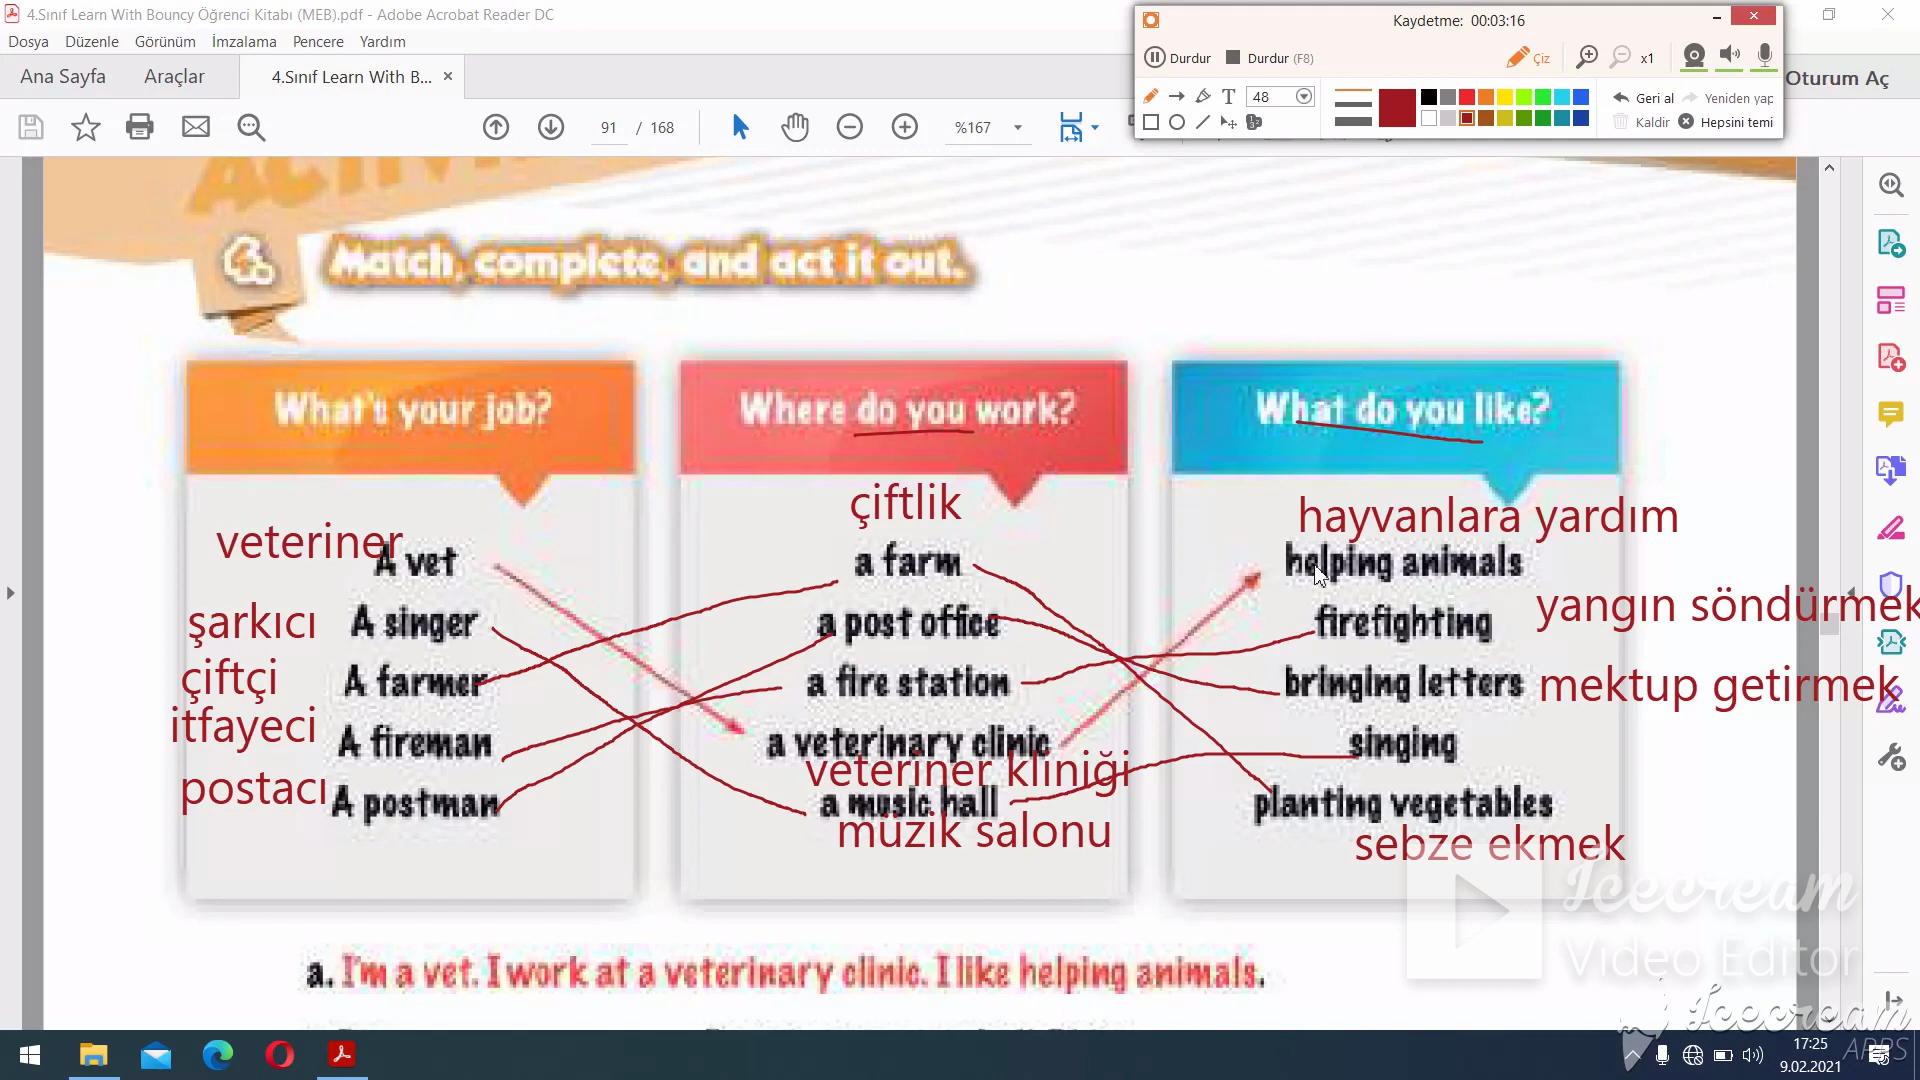 4.Sınıf Learn With Bouncy Öğrenci Kitabı (MEB).pdf - Adobe Acrobat Reader DC
Dosya Düzenle Görünüm İmzalama Pencere Yardım
Kaydetme: 00:03:16
Durdur Durdur (F8) Çiz x1
48 Geri al Yeniden yap
Kaldir Hepsini temi
Ana Sayfa Araçlar 4.Sınıf Learn With B... Oturum Aç
91 / 168 %167
Match, complete, and act it out.
What's your job?
veteriner
A vet
şarkıcı A singer
çiftçi A farmer
itfayeci A fireman
postacı A postman
Where do you work?
çiftlik
a farm
a post office
a fire station
a veterinary clinic
veteriner kliniği
a music hall
müzik salonu
What do you like?
hayvanlara yardım
helping animals
firefighting yangın söndürmek
bringing letters mektup getirmek
singing
planting vegetables
sebze ekmek
a. I'm a vet. I work at a veterinary clinic. I like helping animals.
Icecream
Video Editor
Icecream
APPS
17:25
9.02.2021